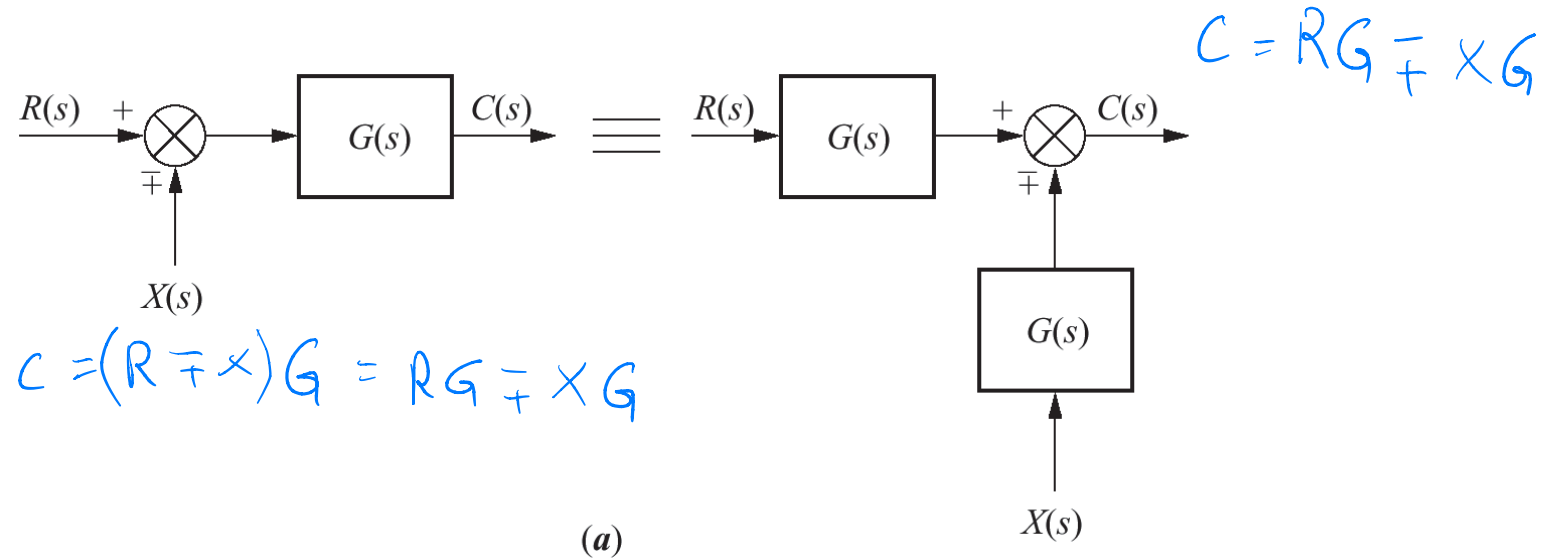 C = RG ∓ XG
R(s) + C(s) R(s) + C(s)
G(s) G(s)
∓ ∓
X(s)
G(s)
C = (R ∓ X) G = RG ∓ XG
X(s)
(a)